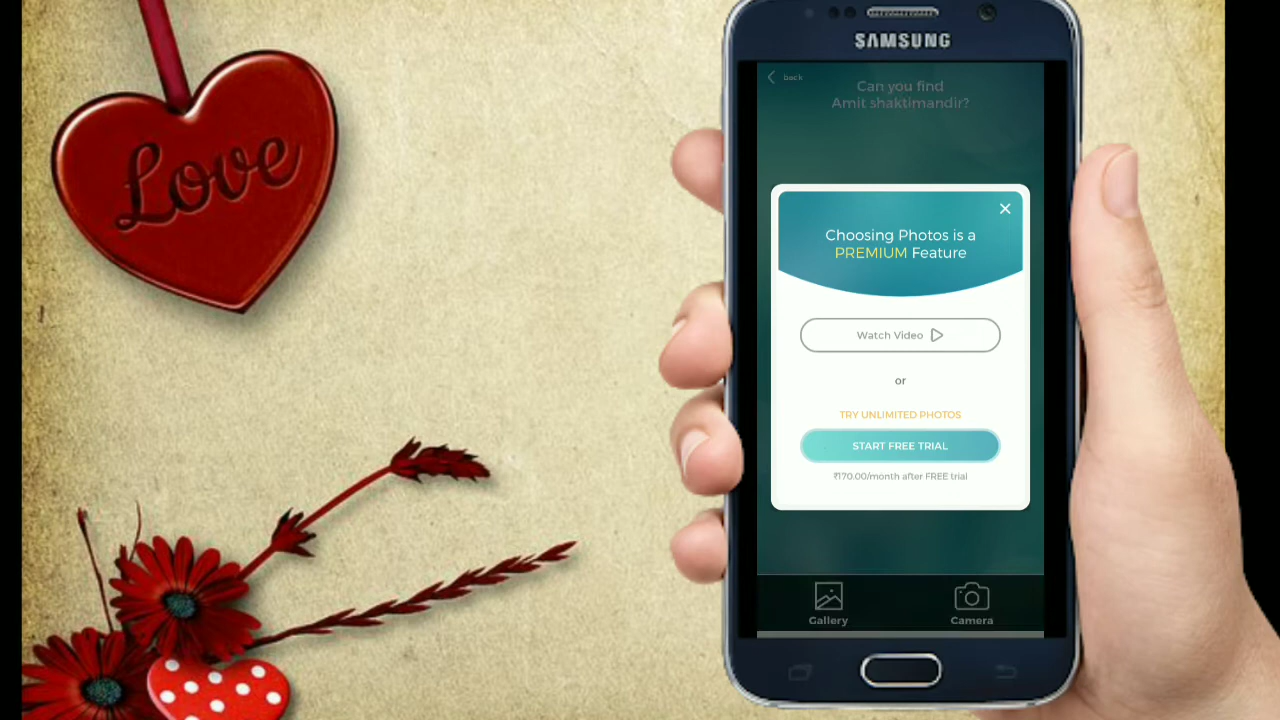 Love
SAMSUNG
back
Can you find
Amit shaktimandir?
Choosing Photos is a
PREMIUM Feature
Watch Video
or
TRY UNLIMITED PHOTOS
START FREE TRIAL
₹170.00/month after FREE trial
Gallery
Camera